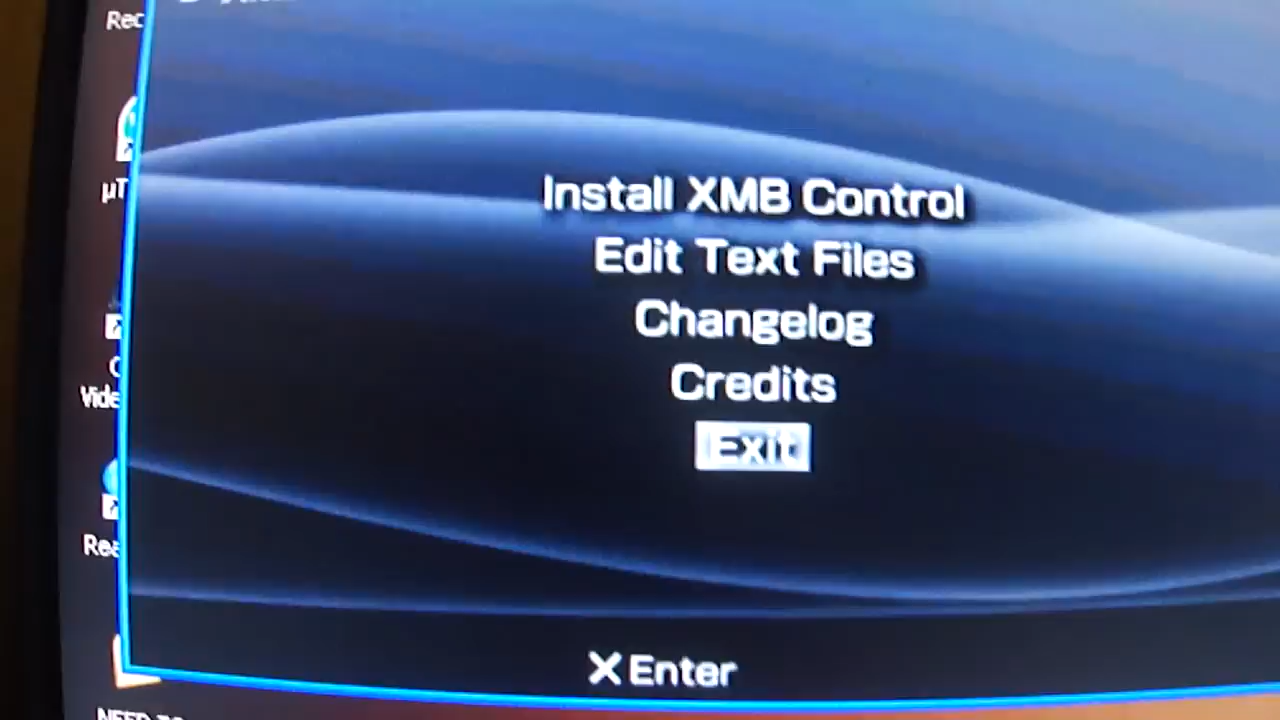 Install XMB Control
Edit Text Files
Changelog
Credits
Exit
X Enter